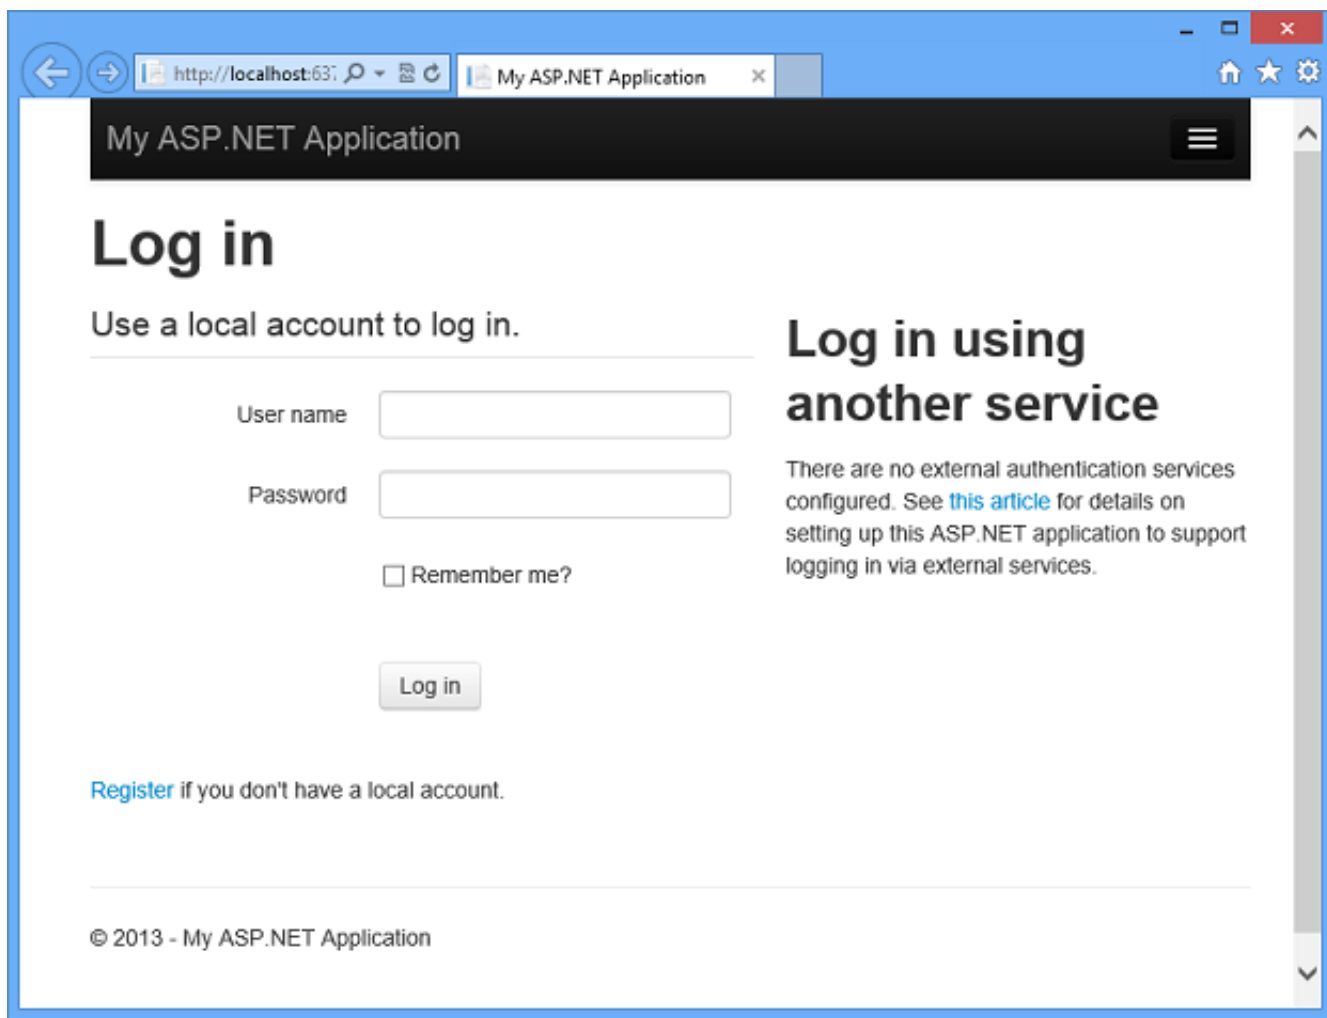 http://localhost:637
My ASP.NET Application
My ASP.NET Application
Log in
Use a local account to log in.
User name
Password
Remember me?
Log in
Register if you don't have a local account.
Log in using
another service
There are no external authentication services
configured. See this article for details on
setting up this ASP.NET application to support
logging in via external services.
© 2013 - My ASP.NET Application